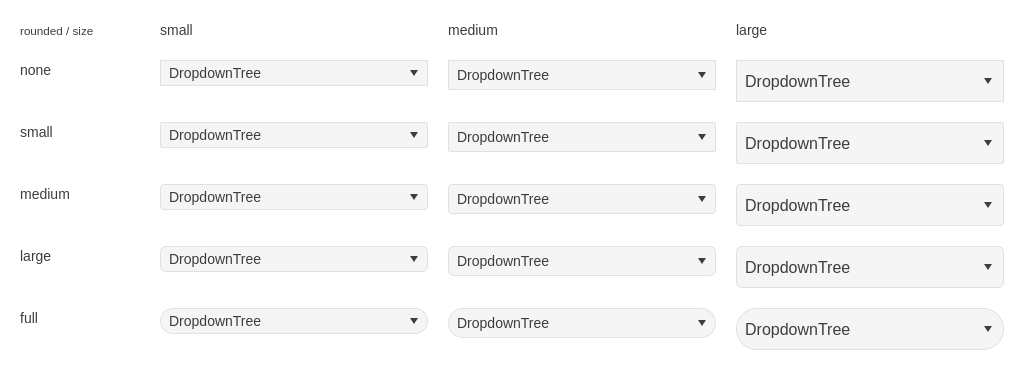 rounded / size small medium large
none DropdownTree DropdownTree DropdownTree
small DropdownTree DropdownTree DropdownTree
medium DropdownTree DropdownTree DropdownTree
large DropdownTree DropdownTree DropdownTree
full DropdownTree DropdownTree DropdownTree